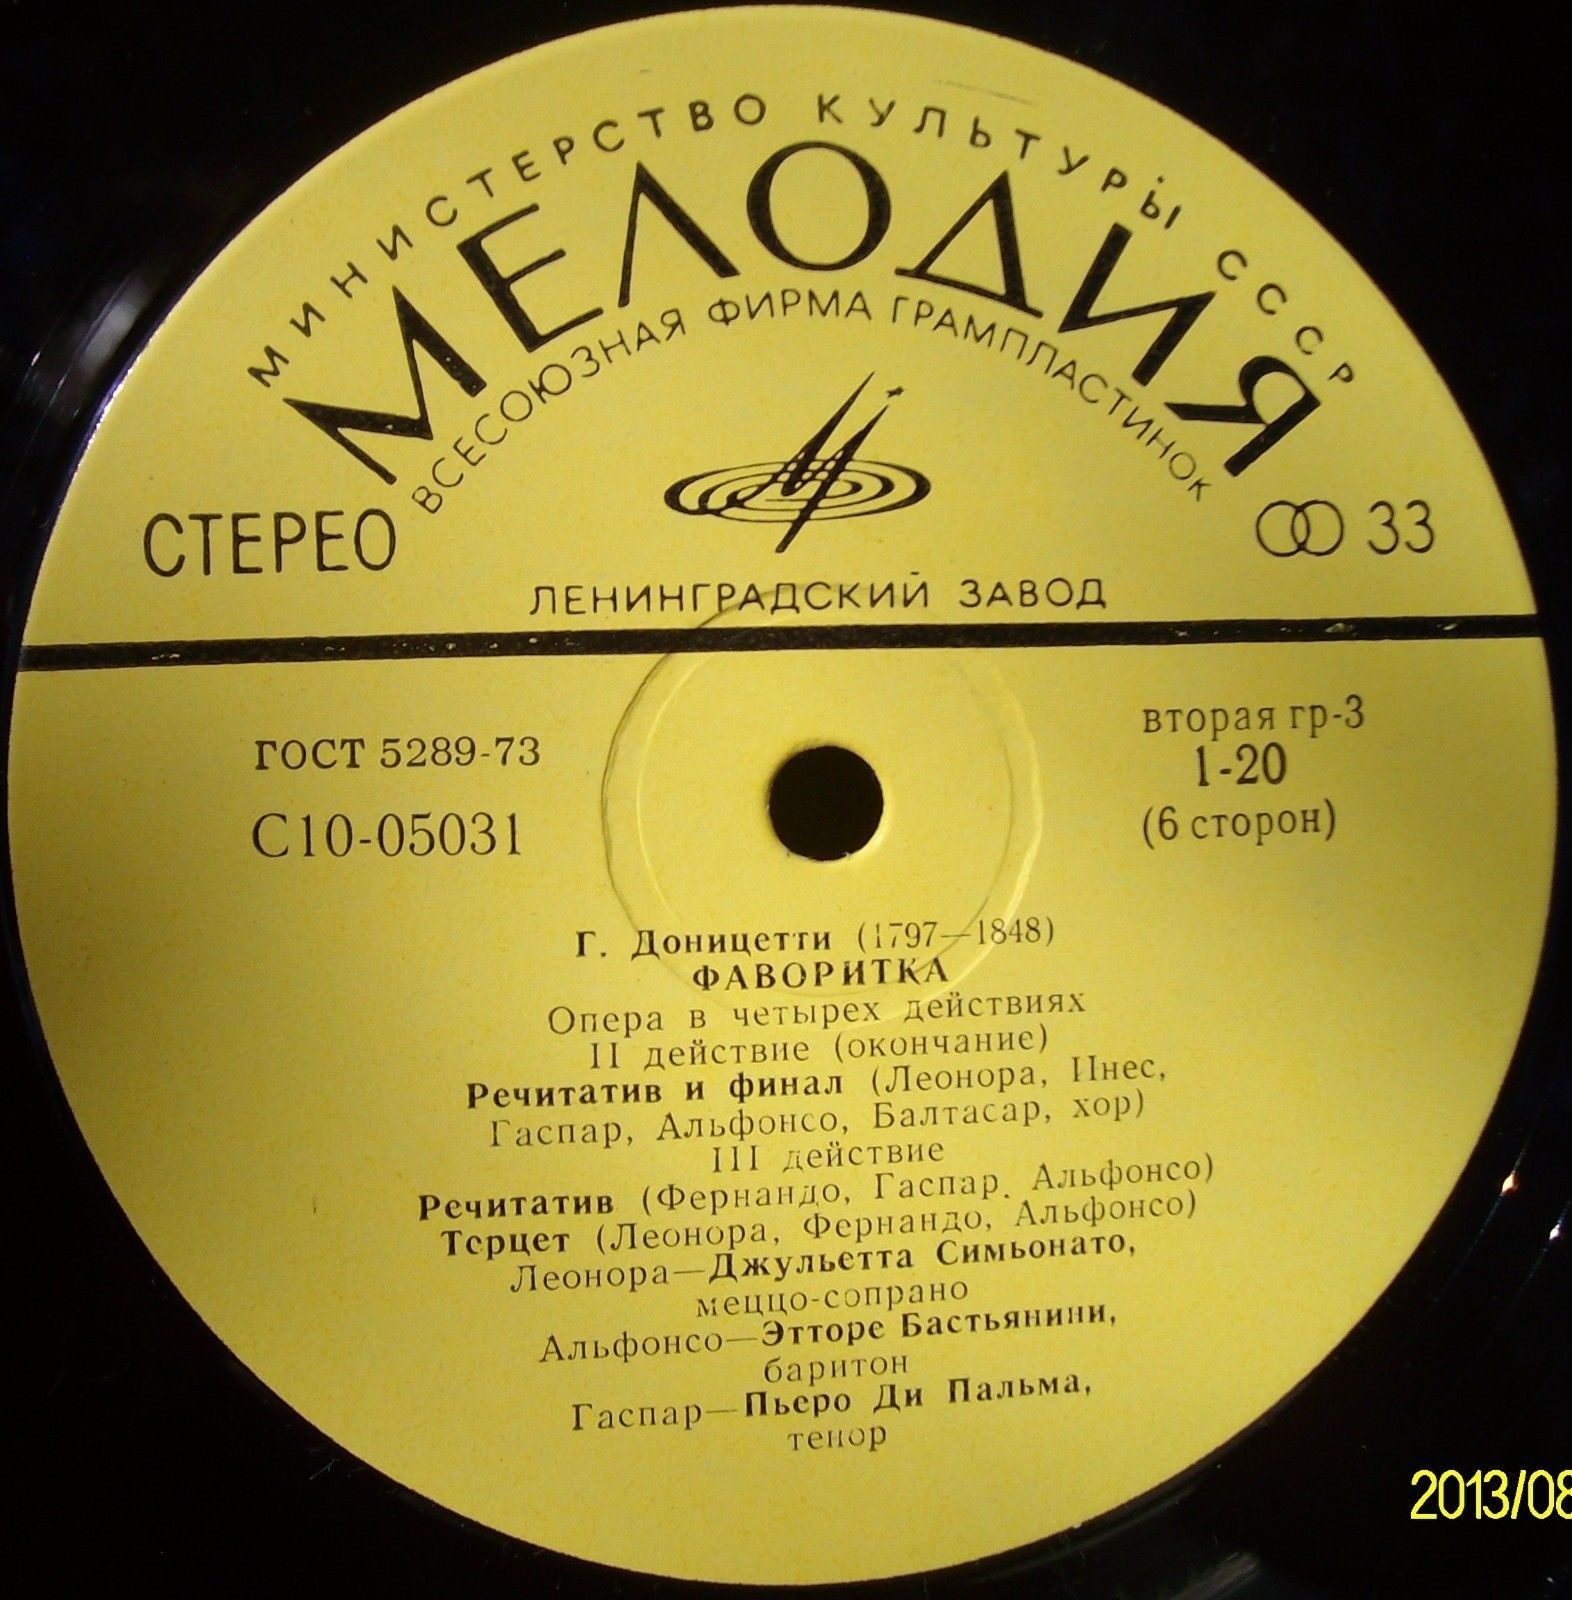 МИНИСТЕРСТВО КУЛЬТУРЫ СССР
МЕЛОДИЯ
ВСЕСОЮЗНАЯ ФИРМА ГРАМПЛАСТИНОК
СТЕРЕО
33
ЛЕНИНГРАДСКИЙ ЗАВОД
ГОСТ 5289-73
С10-05031
вторая гр-3
1-20
(6 сторон)
Г. Доницетти (1797—1848)
ФАВОРИТКА
Опера в четырех действиях
II действие (окончание)
Речитатив и финал (Леонора, Инес,
Гаспар, Альфонсо, Балтасар, хор)
III действие
Речитатив (Фернандо, Гаспар, Альфонсо)
Терцет (Леонора, Фернандо, Альфонсо)
Леонора—Джульетта Симьонато,
меццо-сопрано
Альфонсо—Этторе Бастьянини,
баритон
Гаспар—Пьеро Ди Пальма,
тенор
2013/08